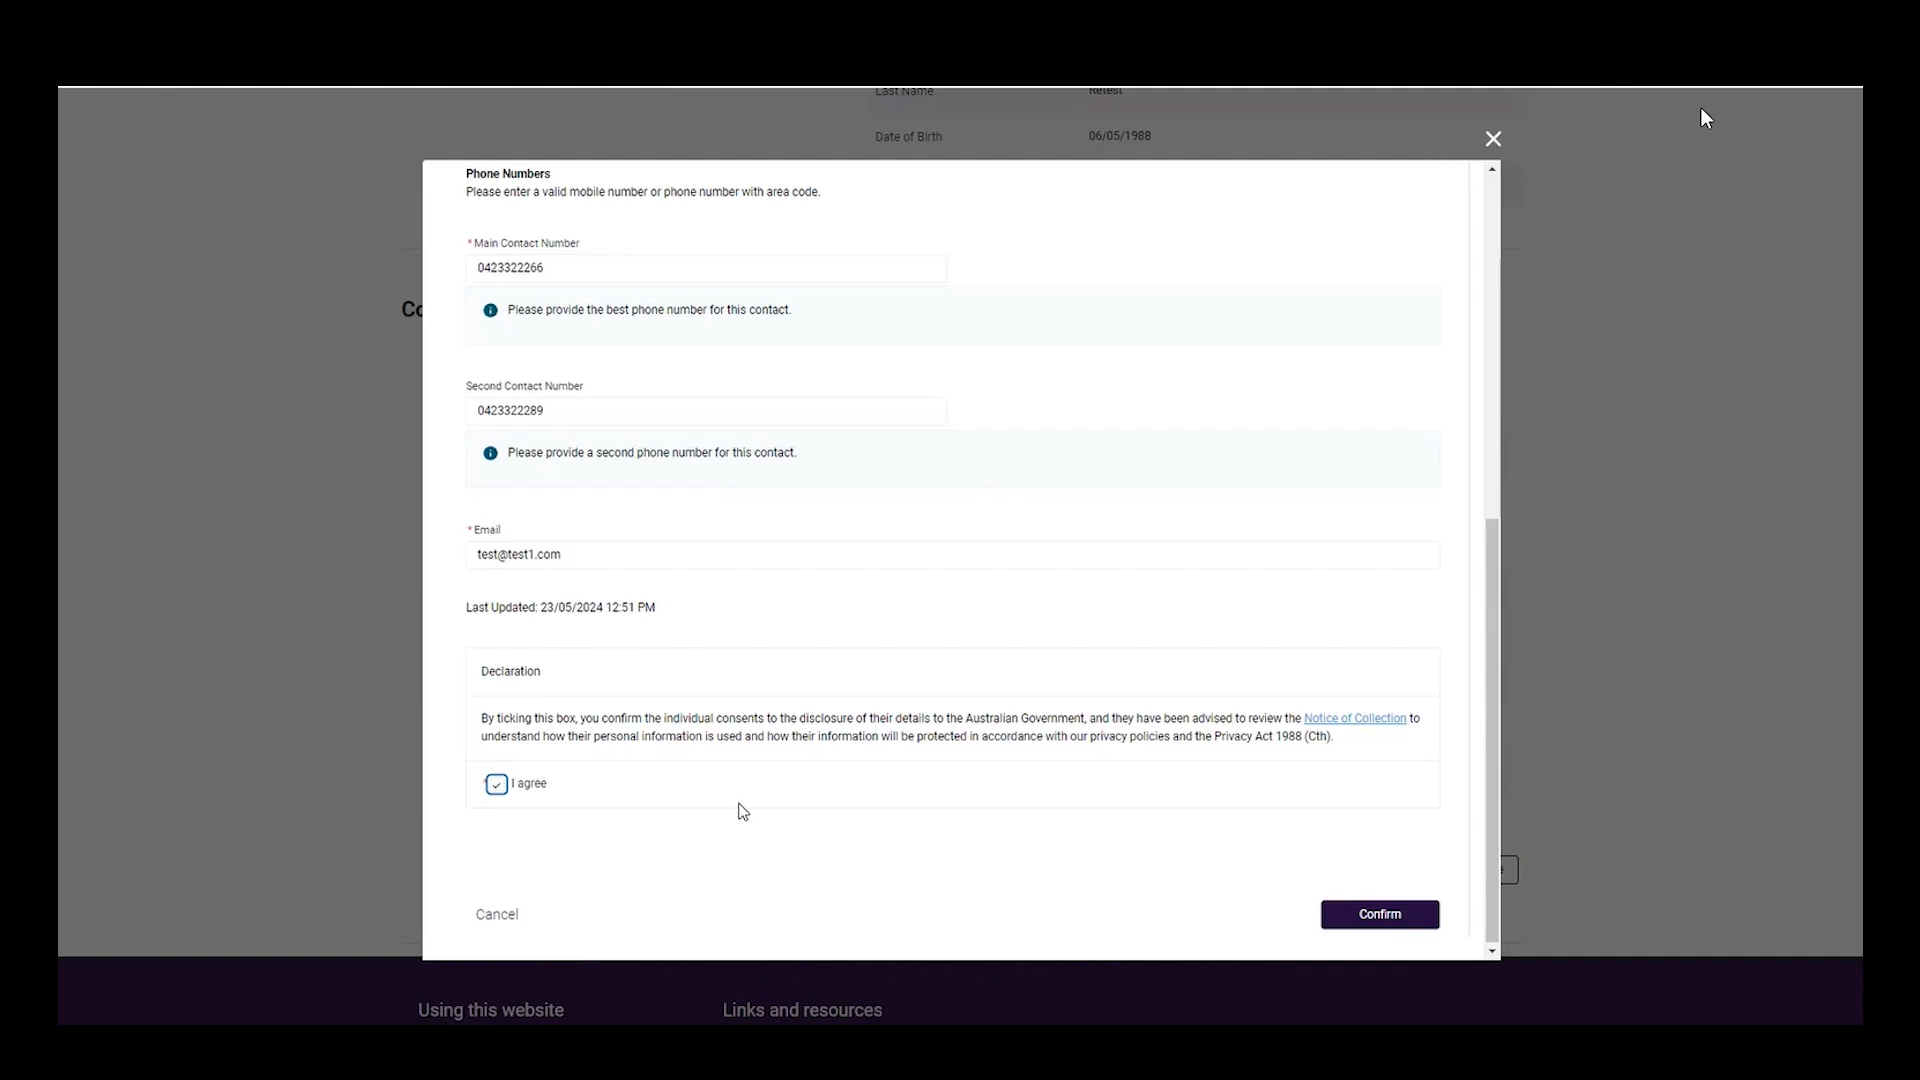 Last Name Retest
Date of Birth 06/05/1988
Phone Numbers
Please enter a valid mobile number or phone number with area code.
* Main Contact Number
0423322266
Please provide the best phone number for this contact.
Co
Second Contact Number
0423322289
Please provide a second phone number for this contact.
* Email
test@test1.com
Last Updated: 23/05/2024 12:51 PM
Declaration
By ticking this box, you confirm the individual consents to the disclosure of their details to the Australian Government, and they have been advised to review the Notice of Collection to
understand how their personal information is used and how their information will be protected in accordance with our privacy policies and the Privacy Act 1988 (Cth).
I agree
Cancel
Confirm
Using this website
Links and resources